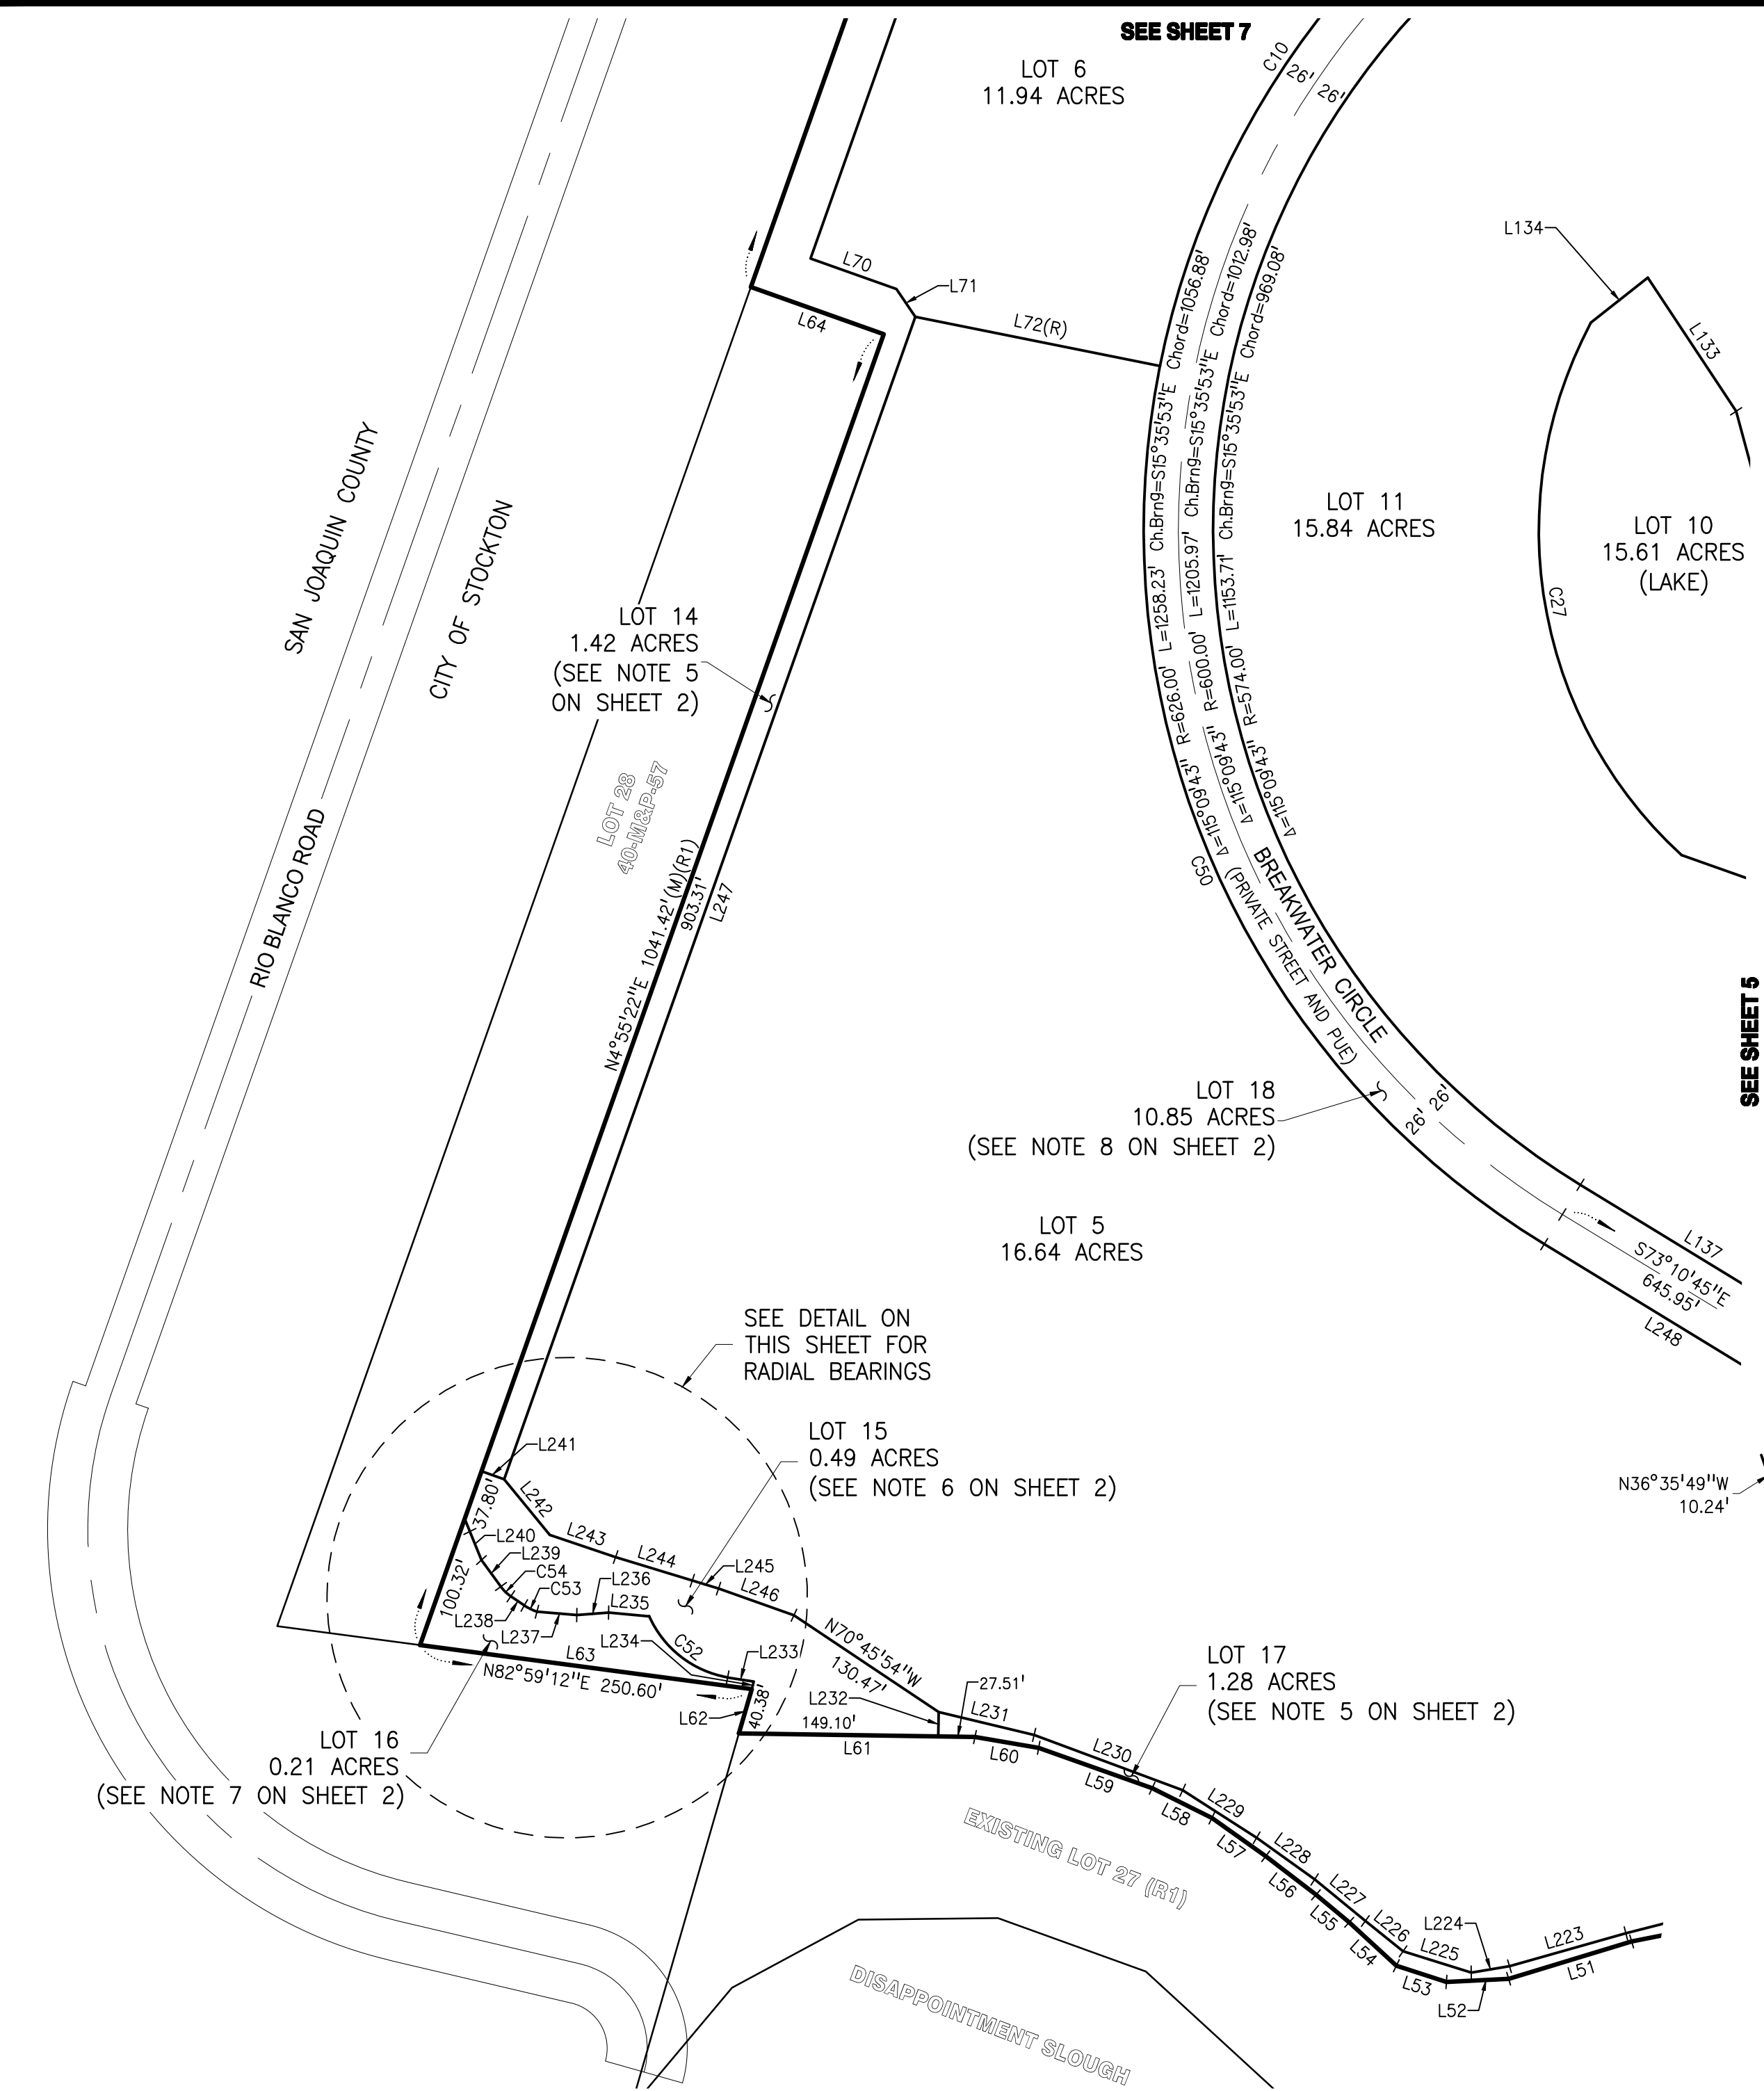 SEE SHEET 7
LOT 6
11.94 ACRES
C10
26'
26'
L134
L133
L70
L71
L64
L72(R)
SAN JOAQUIN COUNTY
CITY OF STOCKTON
Δ=115°09'43" R=626.00' L=1258.23' Ch.Brng=S15°35'53"E Chord=1056.88'
Δ=115°09'43" R=600.00' L=1205.97' Ch.Brng=S15°35'53"E Chord=1012.98'
Δ=115°09'43" R=574.00' L=1153.71' Ch.Brng=S15°35'53"E Chord=969.08'
LOT 11
15.84 ACRES
LOT 10
15.61 ACRES
(LAKE)
C27
LOT 14
1.42 ACRES
(SEE NOTE 5
ON SHEET 2)
LOT 28
40-M&P-57
RIO BLANCO ROAD
N4°55'22"E 1041.42'(M)(R1)
903.31'
L247
C50
BREAKWATER CIRCLE
(PRIVATE STREET AND PUE)
SEE SHEET 5
LOT 18
10.85 ACRES
(SEE NOTE 8 ON SHEET 2)
26'
26'
LOT 5
16.64 ACRES
L137
S73°10'45"E
645.95'
L248
SEE DETAIL ON
THIS SHEET FOR
RADIAL BEARINGS
LOT 15
0.49 ACRES
(SEE NOTE 6 ON SHEET 2)
N36°35'49"W
10.24'
L241
37.80'
L242
L240
L243
L239
L244
C54
L245
C53
L236
L246
100.32'
L238
L237
L235
L234
C52
L233
L63
N82°59'12"E 250.60'
N70°45'54"W
130.47'
L62
40.38'
L232
27.51'
149.10'
L231
L61
L60
LOT 17
1.28 ACRES
(SEE NOTE 5 ON SHEET 2)
LOT 16
0.21 ACRES
(SEE NOTE 7 ON SHEET 2)
L230
L59
L229
L58
L228
L57
L227
L56
L226
L55
L225
L224
L223
L54
L53
L52
L51
EXISTING LOT 27 (R1)
DISAPPOINTMENT SLOUGH